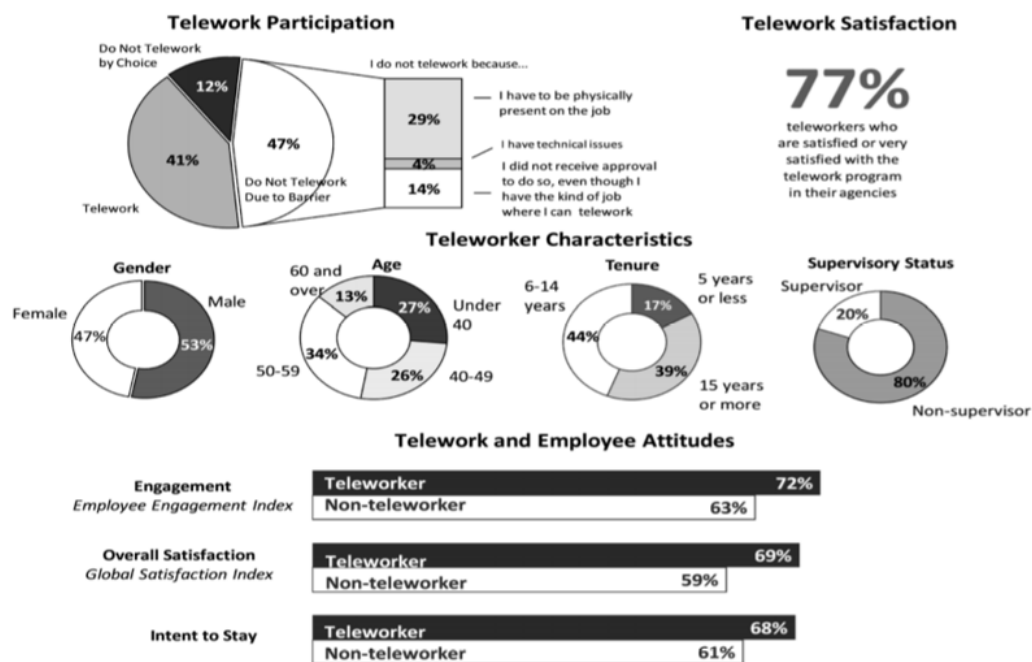 Telework Participation
Do Not Telework
by Choice
12%
41%
Telework
47%
Do Not Telework
Due to Barrier
I do not telework because...
29%
I have to be physically
present on the job
4%
I have technical issues
14%
I did not receive approval
to do so, even though I
have the kind of job
where I can telework
Telework Satisfaction
77%
teleworkers who
are satisfied or very
satisfied with the
telework program
in their agencies
Teleworker Characteristics
Gender
Female
47%
Male
53%
Age
60 and
over
13%
27%
Under
40
34%
50-59
26%
40-49
Tenure
6-14
years
44%
5 years
or less
17%
39%
15 years
or more
Supervisory Status
Supervisor
20%
80%
Non-supervisor
Telework and Employee Attitudes
Engagement
Employee Engagement Index
Teleworker 72%
Non-teleworker 63%
Overall Satisfaction
Global Satisfaction Index
Teleworker 69%
Non-teleworker 59%
Intent to Stay
Teleworker 68%
Non-teleworker 61%